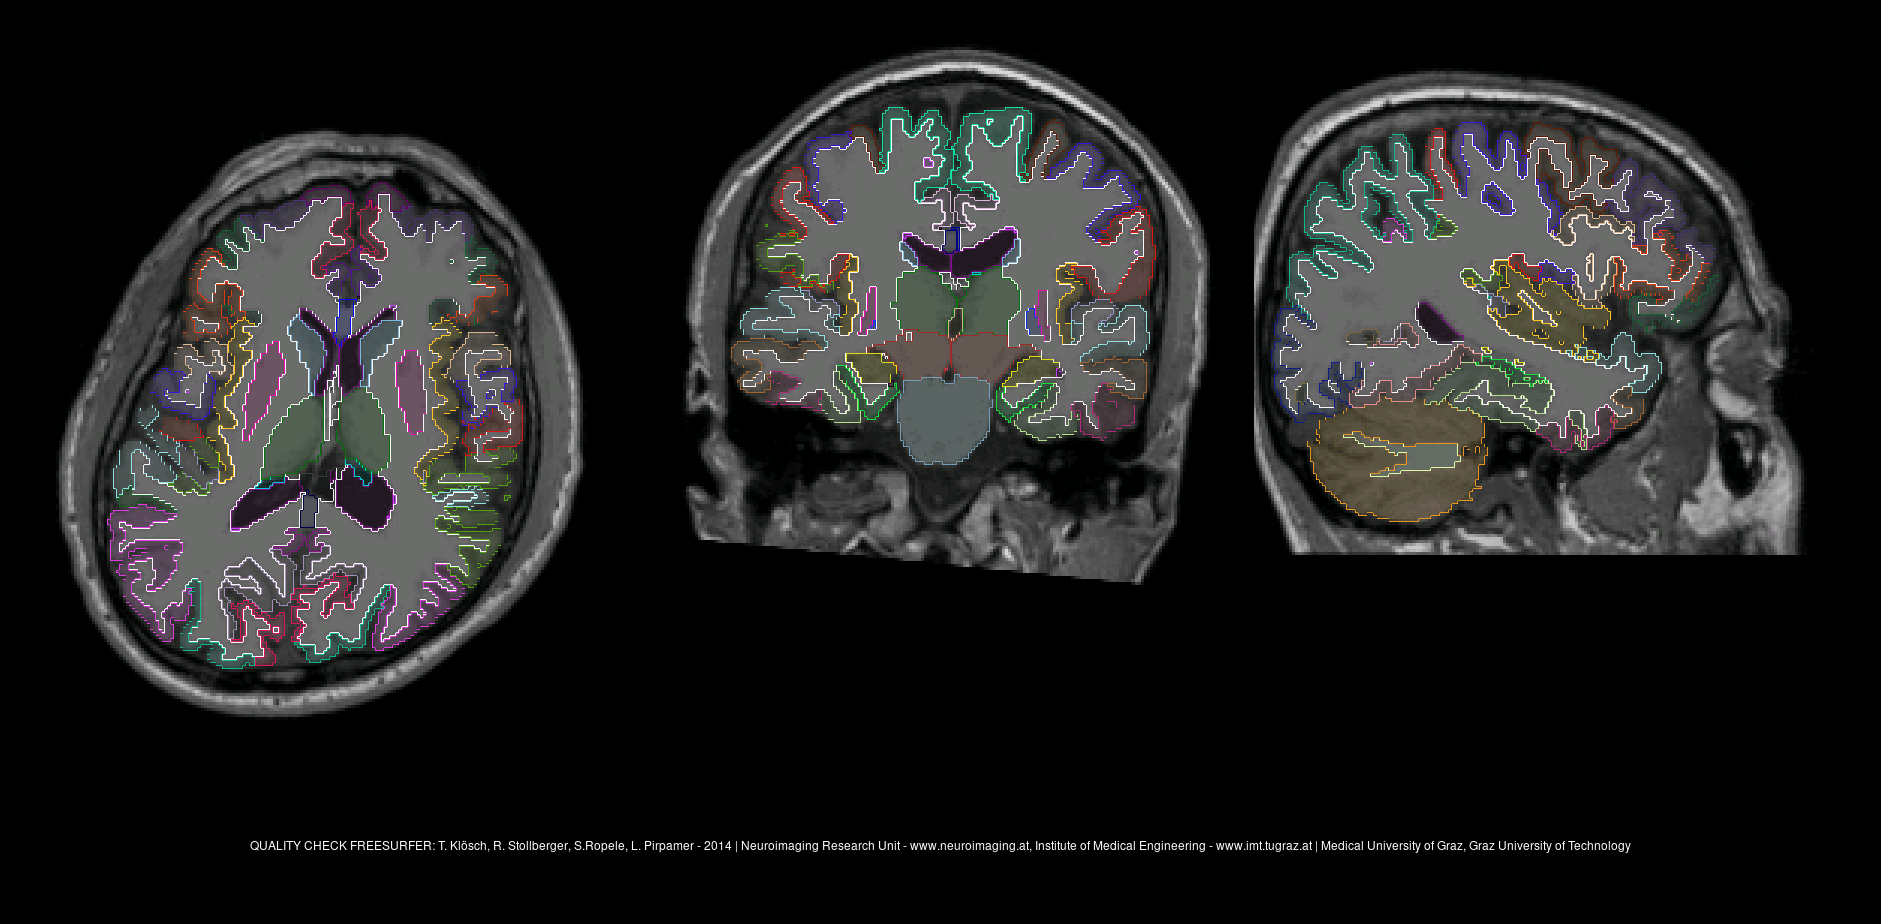 QUALITY CHECK FREESURFER: T. Klösch, R. Stollberger, S.Ropele, L. Pirpamer - 2014 | Neuroimaging Research Unit - www.neuroimaging.at, Institute of Medical Engineering - www.imt.tugraz.at | Medical University of Graz, Graz University of Technology